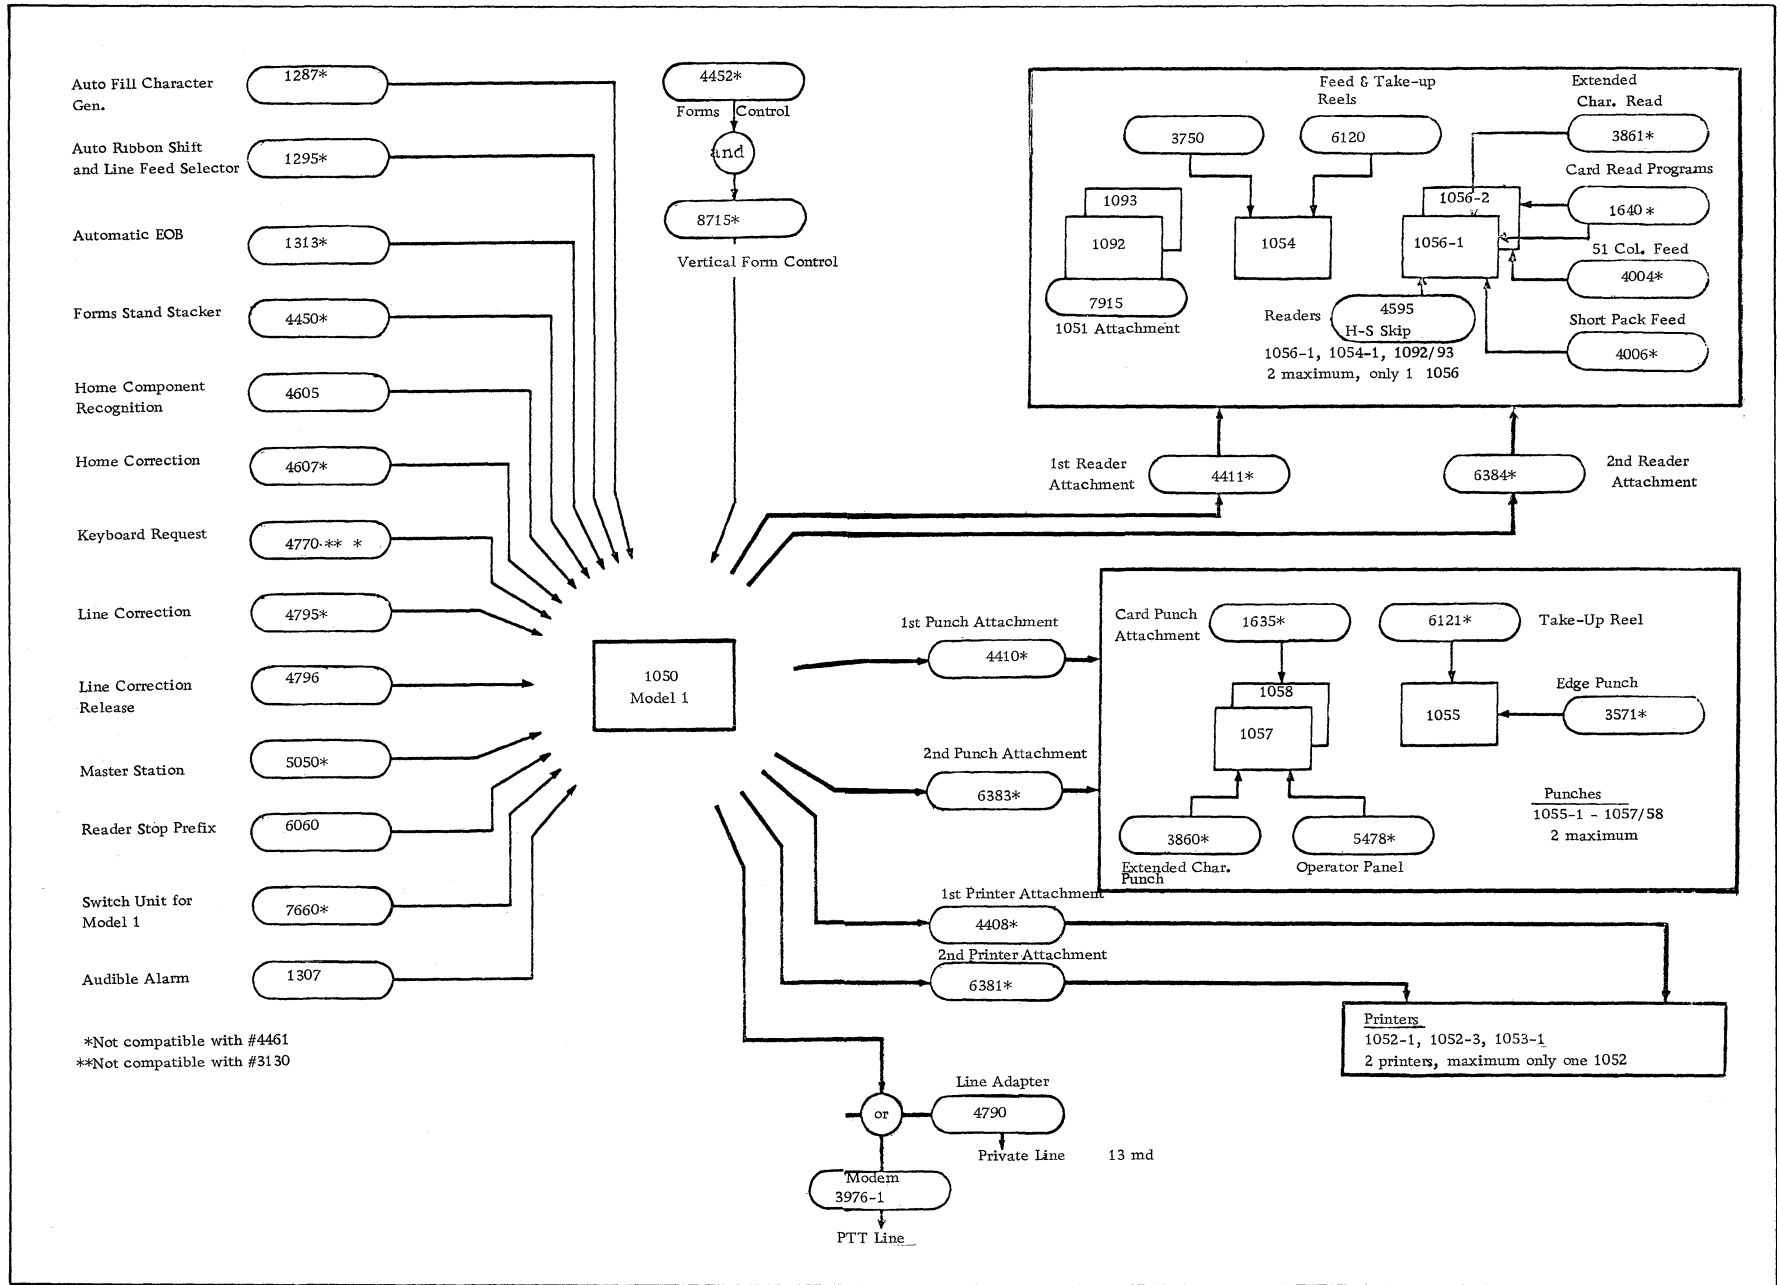 Auto Fill Character
Gen.
1287*
Auto Ribbon Shift
and Line Feed Selector
1295*
Automatic EOB
1313*
Forms Stand Stacker
4450*
Home Component
Recognition
4605
Home Correction
4607*
Keyboard Request
4770.** *
Line Correction
4795*
Line Correction
Release
4796
Master Station
5050*
Reader Stop Prefix
6060
Switch Unit for
Model 1
7660*
Audible Alarm
1307
*Not compatible with #4461
**Not compatible with #3130
4452*
Forms Control
and
8715*
Vertical Form Control
1050
Model 1
Feed & Take-up
Reels
3750
6120
1093
1092
7915
1051 Attachment
1054
1056-2
1056-1
Extended
Char. Read
3861*
Card Read Programs
1640 *
51 Col. Feed
4004*
Short Pack Feed
4006*
Readers
4595
H-S Skip
1056-1, 1054-1, 1092/93
2 maximum, only 1 1056
1st Reader
Attachment
4411*
6384*
2nd Reader
Attachment
1st Punch Attachment
4410*
2nd Punch Attachment
6383*
Card Punch
Attachment
1635*
6121*
Take-Up Reel
1058
1057
1055
Edge Punch
3571*
3860*
Extended Char.
Punch
5478*
Operator Panel
Punches
1055-1 - 1057/58
2 maximum
1st Printer Attachment
4408*
2nd Printer Attachment
6381*
Printers
1052-1, 1052-3, 1053-1
2 printers, maximum only one 1052
or
Line Adapter
4790
Private Line
13 md
Modem
3976-1
PTT Line